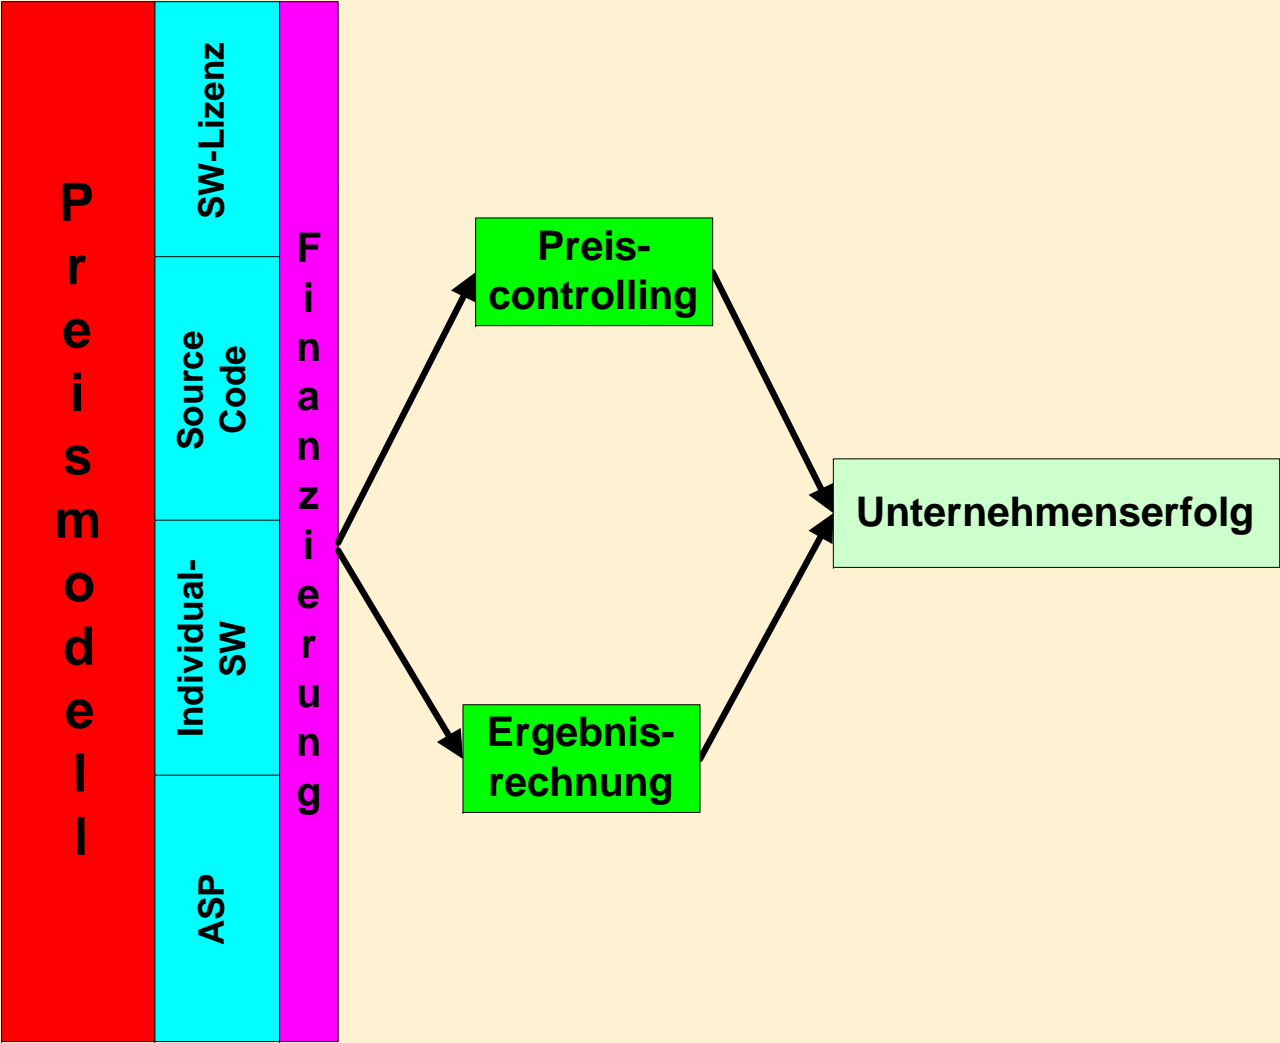 Preismodell
SW-Lizenz
Source
Code
Individual-
SW
ASP
Finanzierung
Preis-
controlling
Ergebnis-
rechnung
Unternehmenserfolg